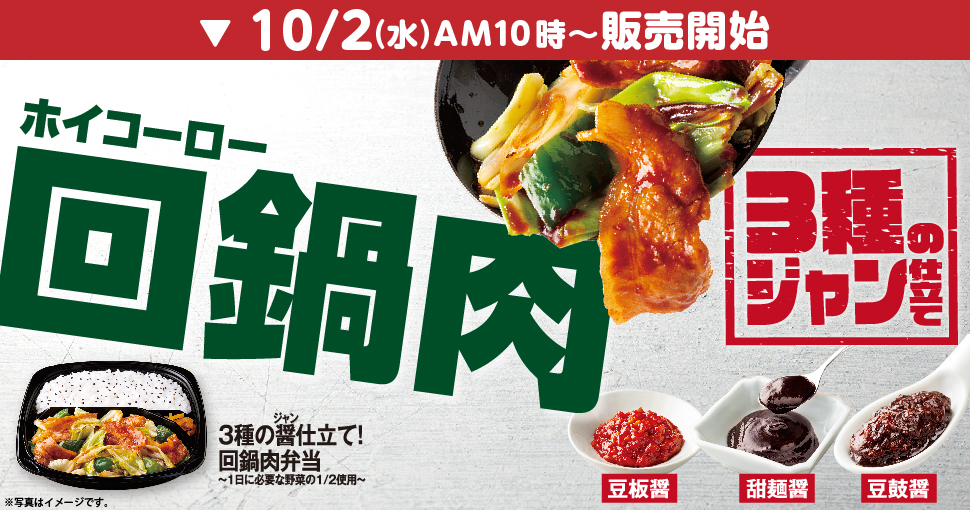 ▼ 10/2(水)AM10時～販売開始
ホイコーロー
回鍋肉
3種の
ジャン仕立て
ジャン
3種の醤仕立て!
回鍋肉弁当
～1日に必要な野菜の1/2使用～
豆板醤
甜麺醤
豆鼓醤
※写真はイメージです。